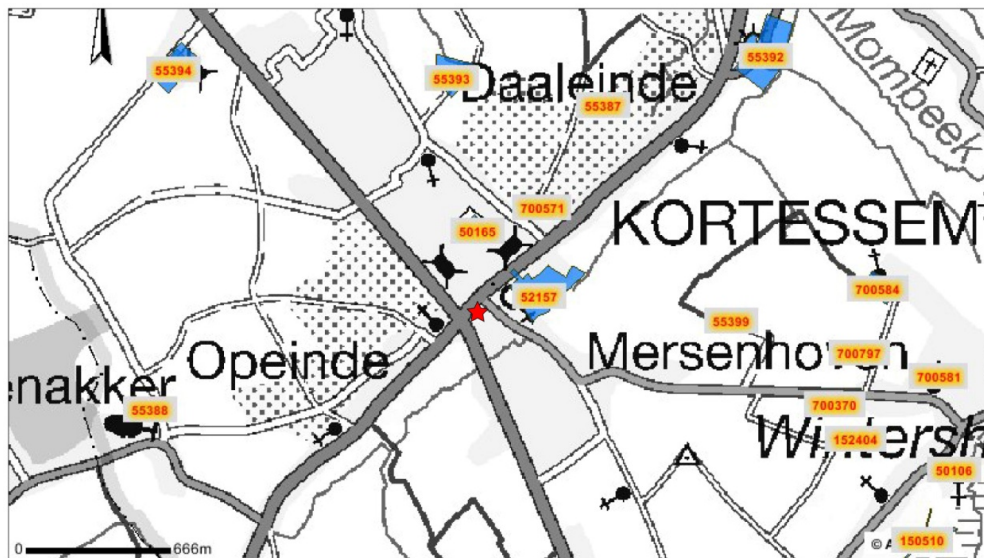 Mombeek
55392
55394
55393
Daaleinde
55387
700571
KORTESSEM
50165
700584
52157
55399
Mersenhoven
700797
Opeinde
700581
enakker
700370
55388
152404
Wintersh
50106
150510
0
666m
© A